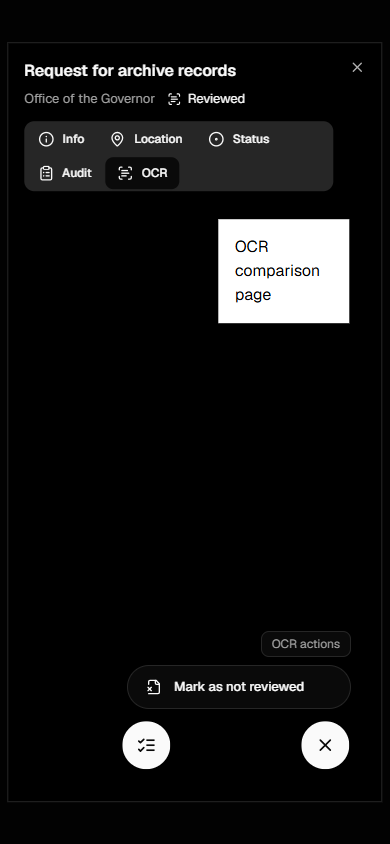 Request for archive records
Office of the Governor Reviewed
Info Location Status
Audit OCR
OCR
comparison
page
OCR actions
Mark as not reviewed